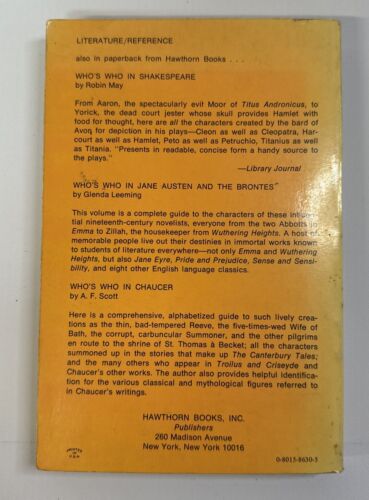 LITERATURE/REFERENCE
also in paperback from Hawthorn Books . . .
WHO'S WHO IN SHAKESPEARE
by Robin May
From Aaron, the spectacularly evil Moor of Titus Andronicus, to
Yorick, the dead court jester whose skull provides Hamlet with
food for thought, here are all the characters created by the bard of
Avon for depiction in his plays—Cleon as well as Cleopatra, Har-
court as well as Hamlet, Peto as well as Petruchio, Titanius as well
as Titania. "Presents in readable, concise form a handy source to
the plays."
—Library Journal
WHO'S WHO IN JANE AUSTEN AND THE BRONTES
by Glenda Leeming
This volume is a complete guide to the characters of these influ-
ential nineteenth-century novelists, everyone from the two Abbotts in
Emma to Zillah, the housekeeper from Wuthering Heights. A host of
memorable people live out their destinies in immortal works known
to students of literature everywhere—not only Emma and Wuthering
Heights, but also Jane Eyre, Pride and Prejudice, Sense and Sensi-
bility, and eight other English language classics.
WHO'S WHO IN CHAUCER
by A. F. Scott
Here is a comprehensive, alphabetized guide to such lively crea-
tions as the thin, bad-tempered Reeve, the five-times-wed Wife of
Bath, the corrupt, carbuncular Summoner, and the other pilgrims
en route to the shrine of St. Thomas à Becket; all the characters
summoned up in the stories that make up The Canterbury Tales;
and the many others who appear in Troilus and Criseyde and
Chaucer's other works. The author also provides helpful identifica-
tion for the various classical and mythological figures referred to
in Chaucer's writings.
HAWTHORN BOOKS, INC.
Publishers
260 Madison Avenue
New York, New York 10016
PRINTED
IN
U.S.A.
0-8015-8630-5